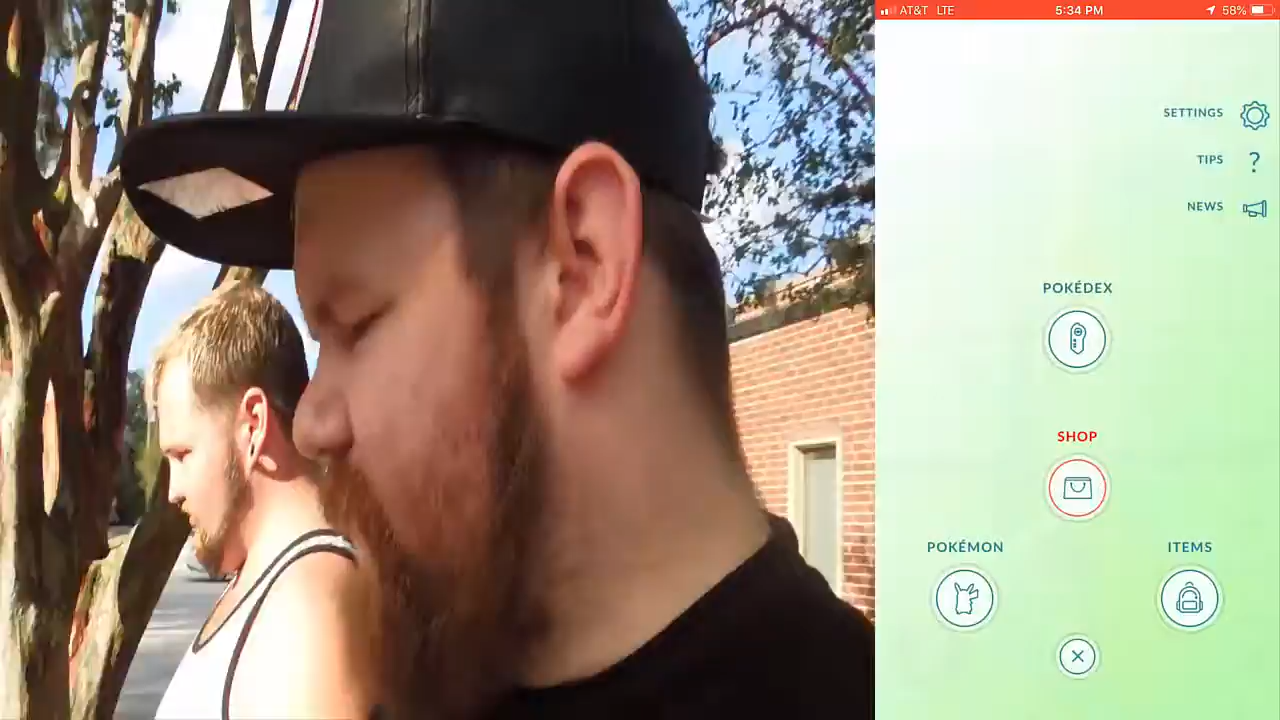 AT&T LTE 5:34 PM 58%
SETTINGS
TIPS ?
NEWS
POKÉDEX
SHOP
POKÉMON ITEMS